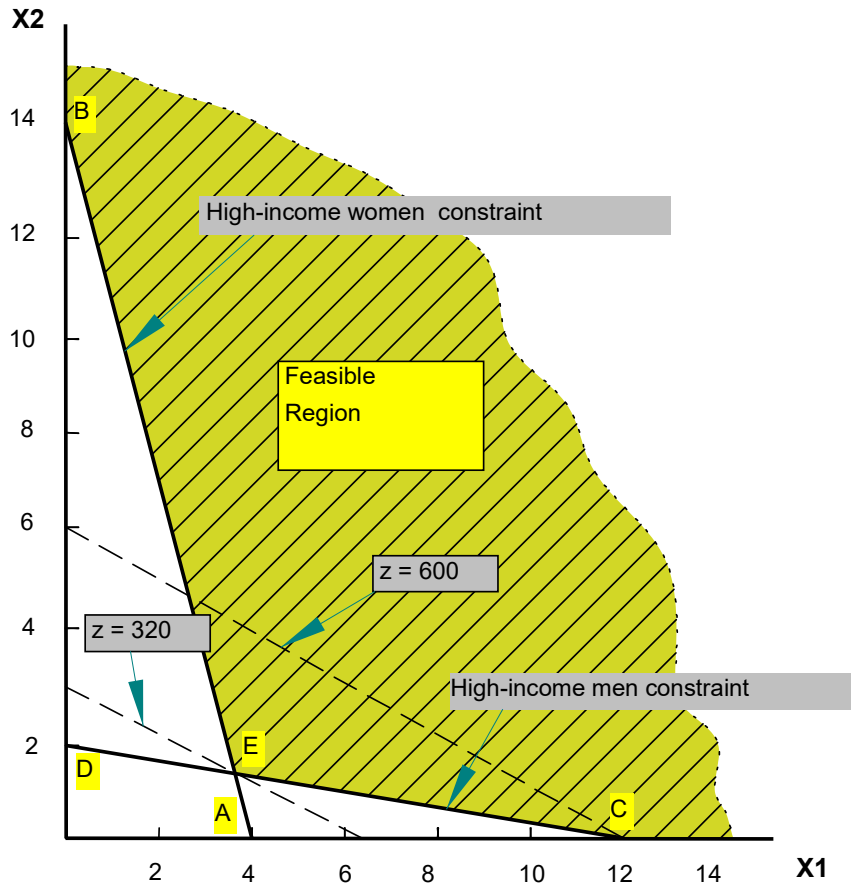 X2
14
B
High-income women constraint
12
10
Feasible
Region
8
6
z = 600
4
z = 320
High-income men constraint
2
D
E
A
C
2
4
6
8
10
12
14
X1